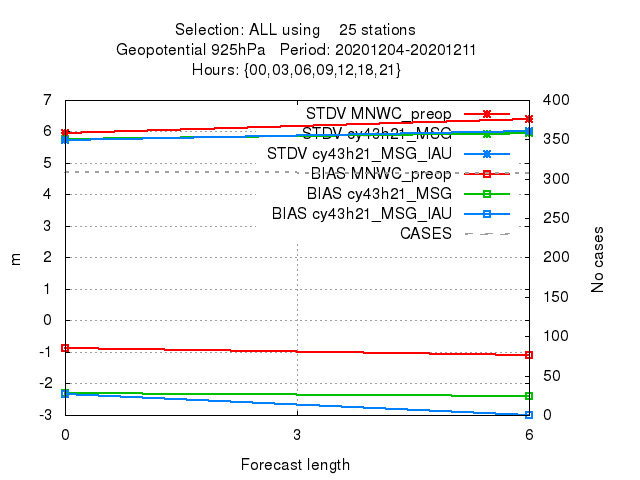 Selection: ALL using 25 stations
Geopotential 925hPa Period: 20201204-20201211
Hours: {00,03,06,09,12,18,21}
7
6
5
4
3
2
1
0
-1
-2
-3
m
STDV MNWC_preop
STDV cy43h21_MSG
STDV cy43h21_MSG_IAU
BIAS MNWC_preop
BIAS cy43h21_MSG
BIAS cy43h21_MSG_IAU
CASES
400
350
300
250
200
150
100
50
0
No cases
0 3 6
Forecast length